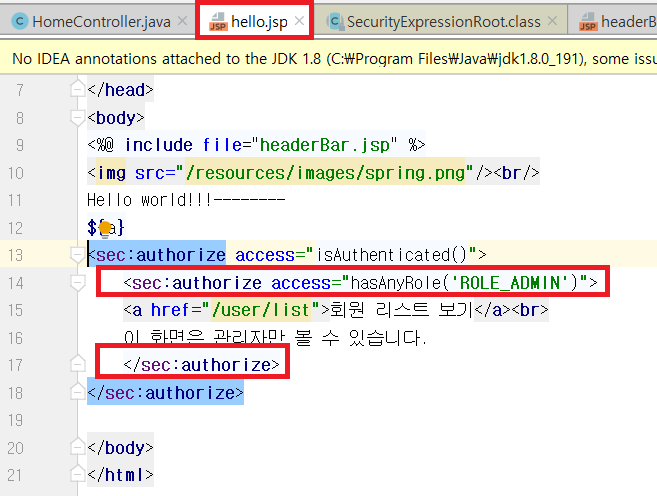 HomeController.java × hello.jsp × SecurityExpressionRoot.class × headerB
No IDEA annotations attached to the JDK 1.8 (C:₩Program Files₩Java₩jdk1.8.0_191), some issu
7 </head>
8 <body>
9 <%@ include file="headerBar.jsp" %>
10 <img src="/resources/images/spring.png"/><br/>
11 Hello world!!!--------
12 ${a}
13 <sec:authorize access="isAuthenticated()">
14 <sec:authorize access="hasAnyRole('ROLE_ADMIN')">
15 <a href="/user/list">회원 리스트 보기</a><br>
16 이 화면은 관리자만 볼 수 있습니다.
17 </sec:authorize>
18 </sec:authorize>
19
20 </body>
21 </html>